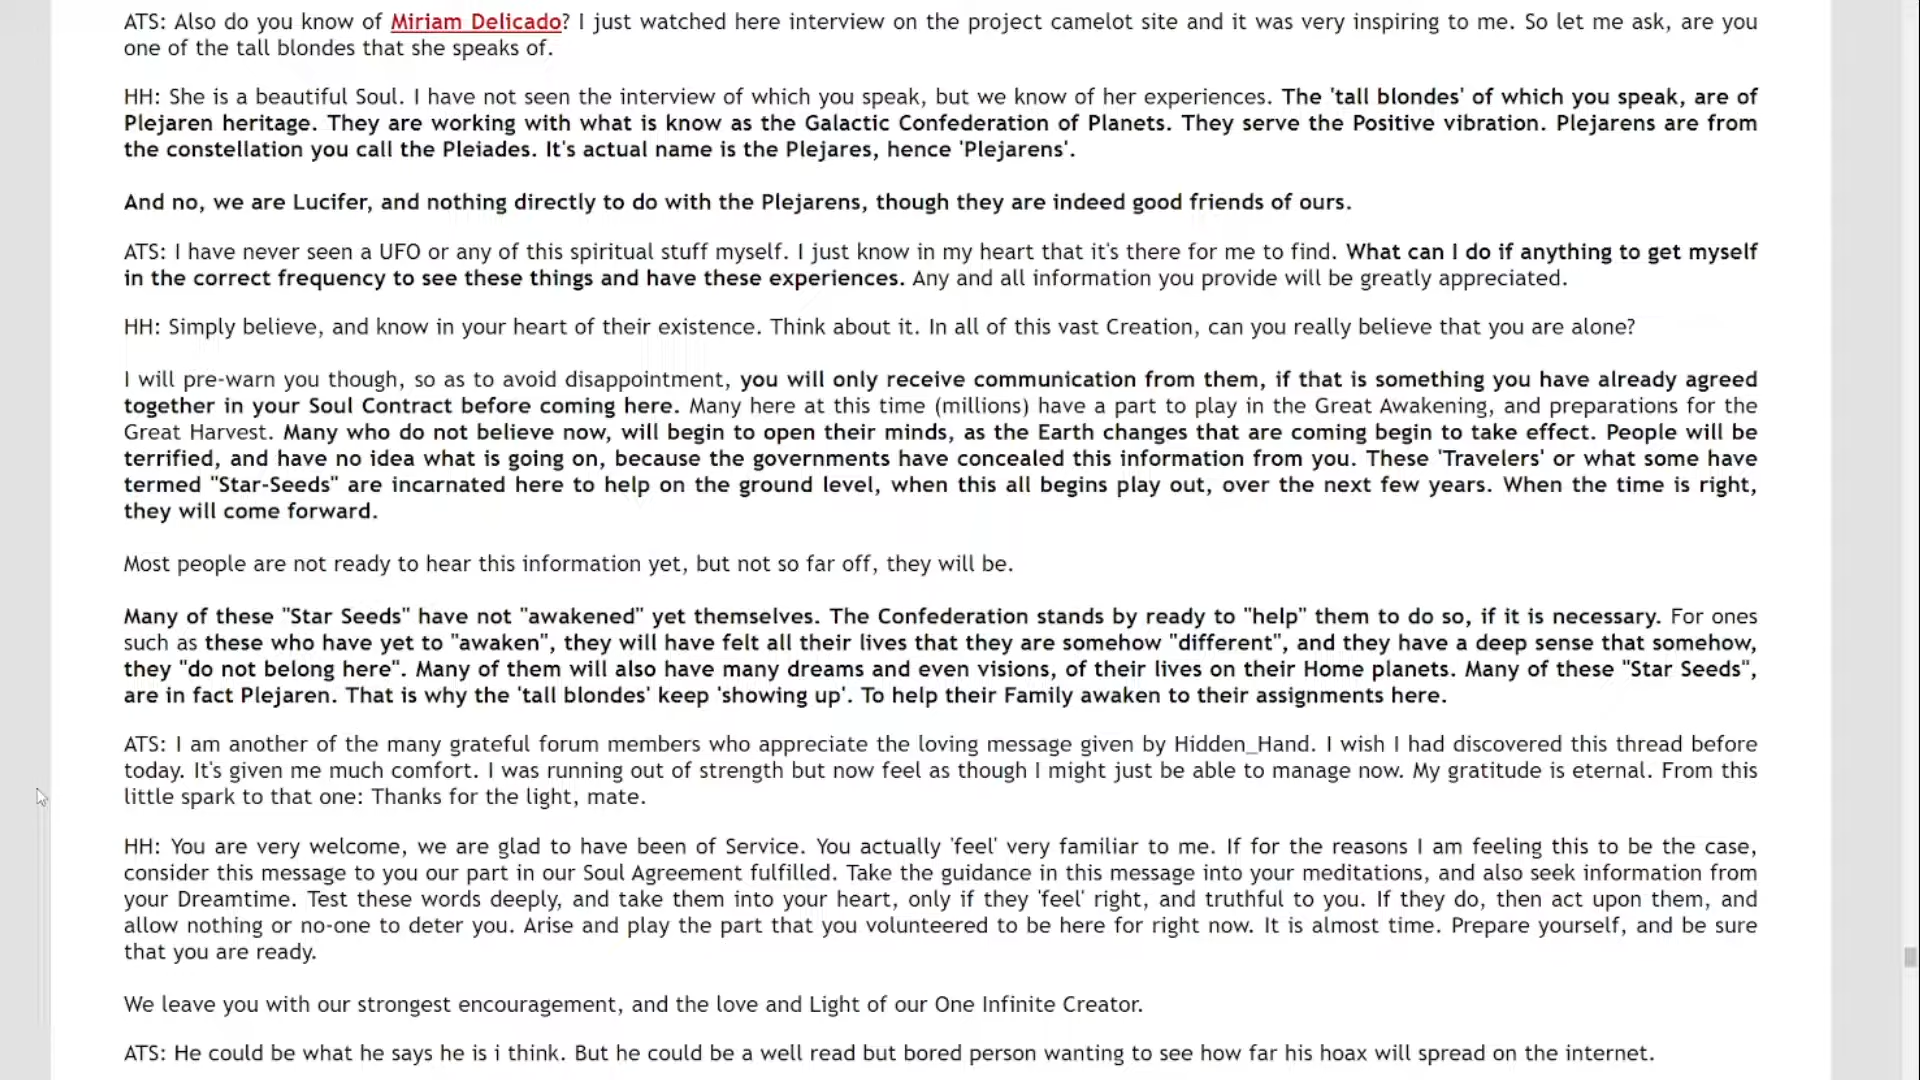 ATS: Also do you know of Miriam Delicado? I just watched here interview on the project camelot site and it was very inspiring to me. So let me ask, are you
one of the tall blondes that she speaks of.
HH: She is a beautiful Soul. I have not seen the interview of which you speak, but we know of her experiences. The 'tall blondes' of which you speak, are of
Plejaren heritage. They are working with what is know as the Galactic Confederation of Planets. They serve the Positive vibration. Plejarens are from
the constellation you call the Pleiades. It's actual name is the Plejares, hence 'Plejarens'.
And no, we are Lucifer, and nothing directly to do with the Plejarens, though they are indeed good friends of ours.
ATS: I have never seen a UFO or any of this spiritual stuff myself. I just know in my heart that it's there for me to find. What can I do if anything to get myself
in the correct frequency to see these things and have these experiences. Any and all information you provide will be greatly appreciated.
HH: Simply believe, and know in your heart of their existence. Think about it. In all of this vast Creation, can you really believe that you are alone?
I will pre-warn you though, so as to avoid disappointment, you will only receive communication from them, if that is something you have already agreed
together in your Soul Contract before coming here. Many here at this time (millions) have a part to play in the Great Awakening, and preparations for the
Great Harvest. Many who do not believe now, will begin to open their minds, as the Earth changes that are coming begin to take effect. People will be
terrified, and have no idea what is going on, because the governments have concealed this information from you. These 'Travelers' or what some have
termed "Star-Seeds" are incarnated here to help on the ground level, when this all begins play out, over the next few years. When the time is right,
they will come forward.
Most people are not ready to hear this information yet, but not so far off, they will be.
Many of these "Star Seeds" have not "awakened" yet themselves. The Confederation stands by ready to "help" them to do so, if it is necessary. For ones
such as these who have yet to "awaken", they will have felt all their lives that they are somehow "different", and they have a deep sense that somehow,
they "do not belong here". Many of them will also have many dreams and even visions, of their lives on their Home planets. Many of these "Star Seeds",
are in fact Plejaren. That is why the 'tall blondes' keep 'showing up'. To help their Family awaken to their assignments here.
ATS: I am another of the many grateful forum members who appreciate the loving message given by Hidden_Hand. I wish I had discovered this thread before
today. It's given me much comfort. I was running out of strength but now feel as though I might just be able to manage now. My gratitude is eternal. From this
little spark to that one: Thanks for the light, mate.
HH: You are very welcome, we are glad to have been of Service. You actually 'feel' very familiar to me. If for the reasons I am feeling this to be the case,
consider this message to you our part in our Soul Agreement fulfilled. Take the guidance in this message into your meditations, and also seek information from
your Dreamtime. Test these words deeply, and take them into your heart, only if they 'feel' right, and truthful to you. If they do, then act upon them, and
allow nothing or no-one to deter you. Arise and play the part that you volunteered to be here for right now. It is almost time. Prepare yourself, and be sure
that you are ready.
We leave you with our strongest encouragement, and the love and Light of our One Infinite Creator.
ATS: He could be what he says he is i think. But he could be a well read but bored person wanting to see how far his hoax will spread on the internet.